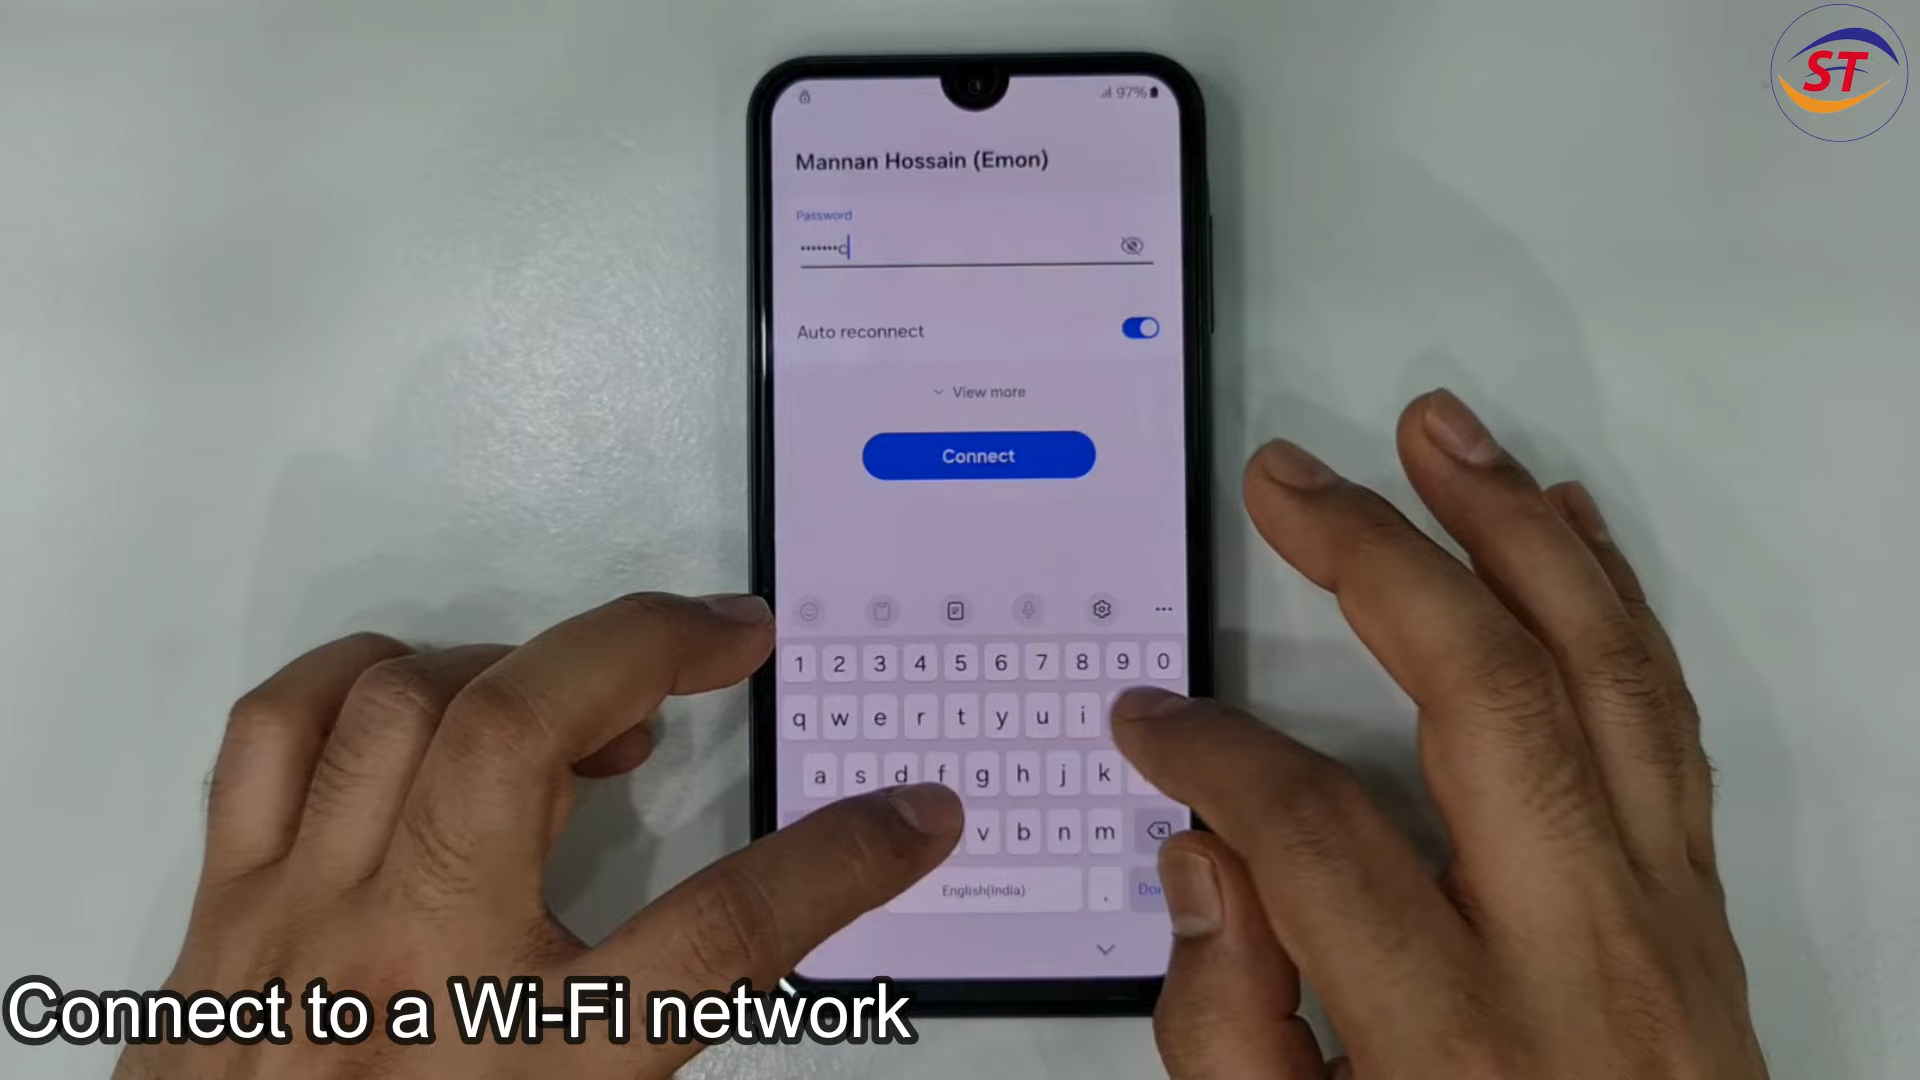 ST
97%
Mannan Hossain (Emon)
Password
•••••••c
Auto reconnect
View more
Connect
1 2 3 4 5 6 7 8 9 0
q w e r t y u i
a s d f g h j k
v b n m
English(India) .
Connect to a Wi-Fi network